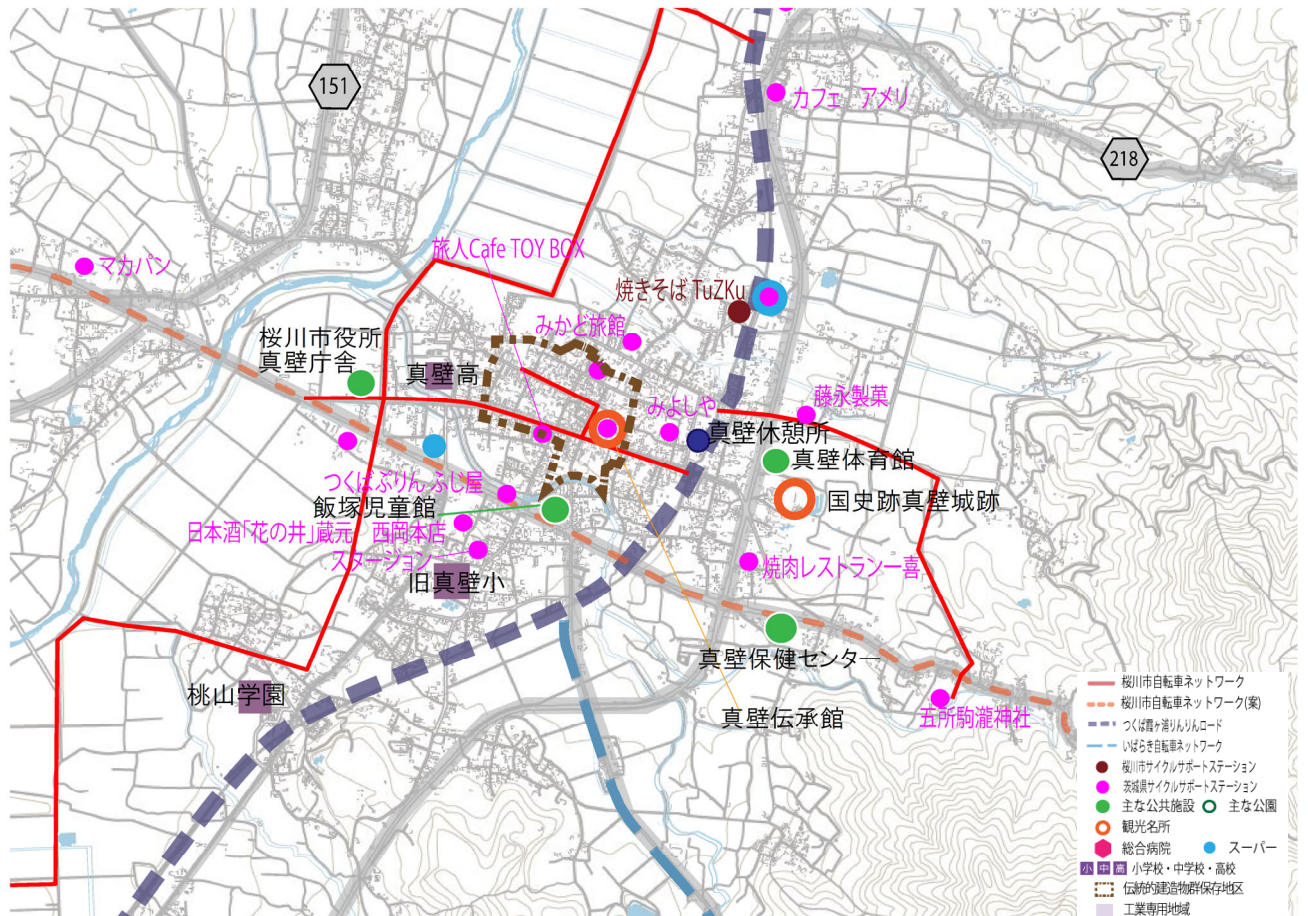 151
カフェ アメリ
218
旅人Cafe TOY BOX
マカパン
焼きそば TuZKu
みかど旅館
桜川市役所
真壁庁舎
真壁高
藤永製菓
みよしや
真壁休憩所
真壁体育館
つくばぷりん ふじ屋
飯塚児童館
国史跡真壁城跡
日本酒「花の井」蔵元 西岡本店
スタージョン
焼肉レストラン一喜
旧真壁小
真壁保健センター
桃山学園
真壁伝承館
五所駒瀧神社
桜川市自転車ネットワーク
桜川市自転車ネットワーク(案)
つくば霞ヶ浦りんりんロード
いばらき自転車ネットワーク
桜川市サイクルサポートステーション
茨城県サイクルサポートステーション
主な公共施設 主な公園
観光名所
総合病院 スーパー
小 中 高 小学校・中学校・高校
伝統的建造物群保存地区
工業専用地域